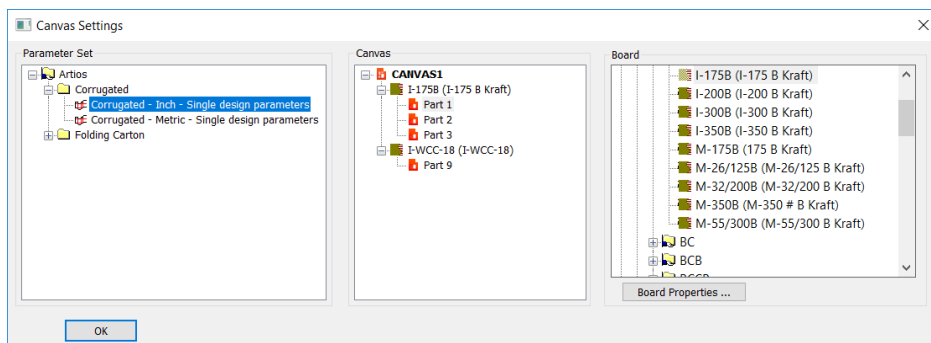 Canvas Settings
Parameter Set
Artios
Corrugated
Corrugated - Inch - Single design parameters
Corrugated - Metric - Single design parameters
Folding Carton
Canvas
CANVAS1
I-175B (I-175 B Kraft)
Part 1
Part 2
Part 3
I-WCC-18 (I-WCC-18)
Part 9
Board
I-175B (I-175 B Kraft)
I-200B (I-200 B Kraft)
I-300B (I-300 B Kraft)
I-350B (I-350 B Kraft)
M-175B (175 B Kraft)
M-26/125B (M-26/125 B Kraft)
M-32/200B (M-32/200 B Kraft)
M-350B (M-350 # B Kraft)
M-55/300B (M-55/300 B Kraft)
BC
BCB
Board Properties ...
OK